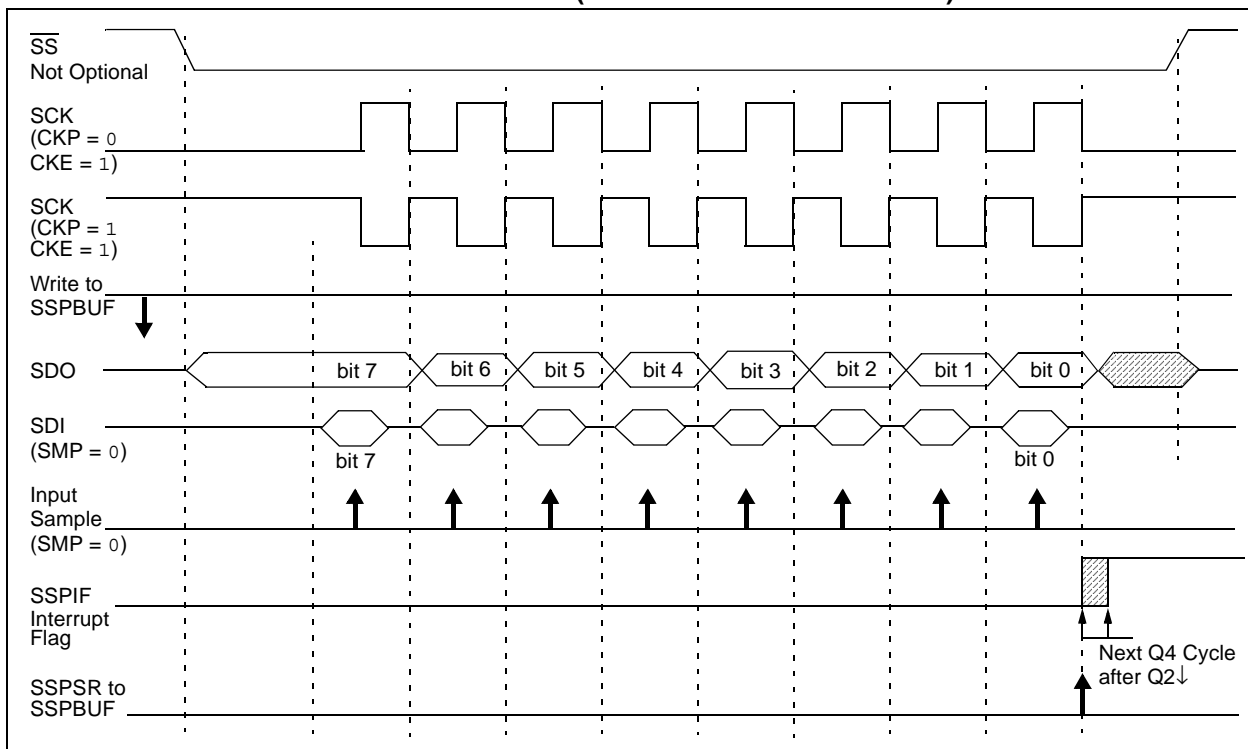 SS
Not Optional
SCK
(CKP = 0
CKE = 1)
SCK
(CKP = 1
CKE = 1)
Write to
SSPBUF
SDO
bit 7
bit 6
bit 5
bit 4
bit 3
bit 2
bit 1
bit 0
SDI
(SMP = 0)
bit 7
bit 0
Input
Sample
(SMP = 0)
SSPIF
Interrupt
Flag
Next Q4 Cycle
after Q2↓
SSPSR to
SSPBUF